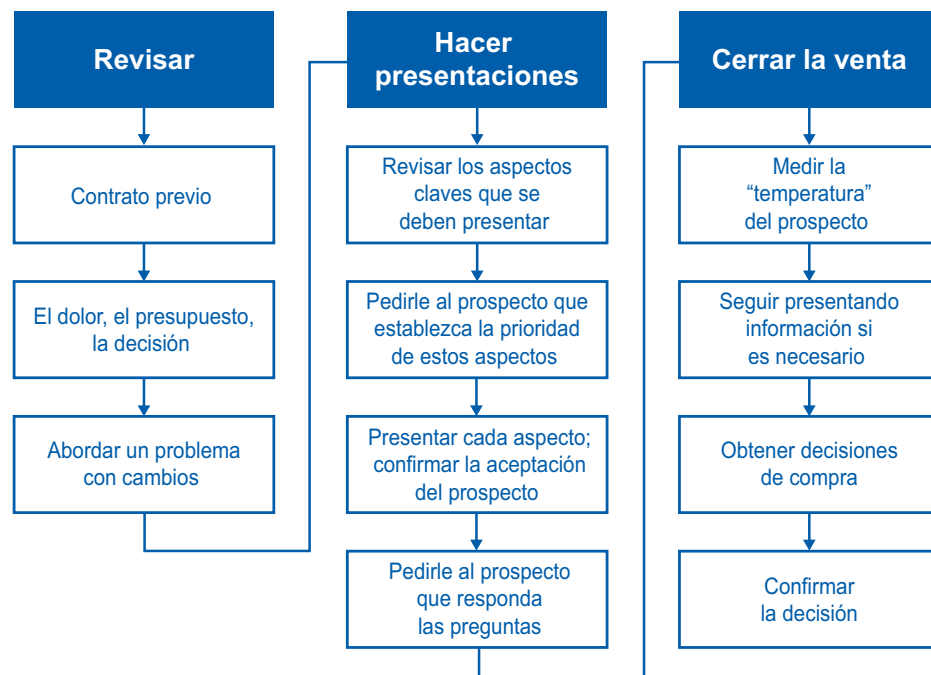 Revisar
Contrato previo
El dolor, el presupuesto,
la decisión
Abordar un problema
con cambios
Hacer
presentaciones
Revisar los aspectos
claves que se
deben presentar
Pedirle al prospecto que
establezca la prioridad
de estos aspectos
Presentar cada aspecto;
confirmar la aceptación
del prospecto
Pedirle al prospecto
que responda
las preguntas
Cerrar la venta
Medir la
“temperatura”
del prospecto
Seguir presentando
información si
es necesario
Obtener decisiones
de compra
Confirmar
la decisión